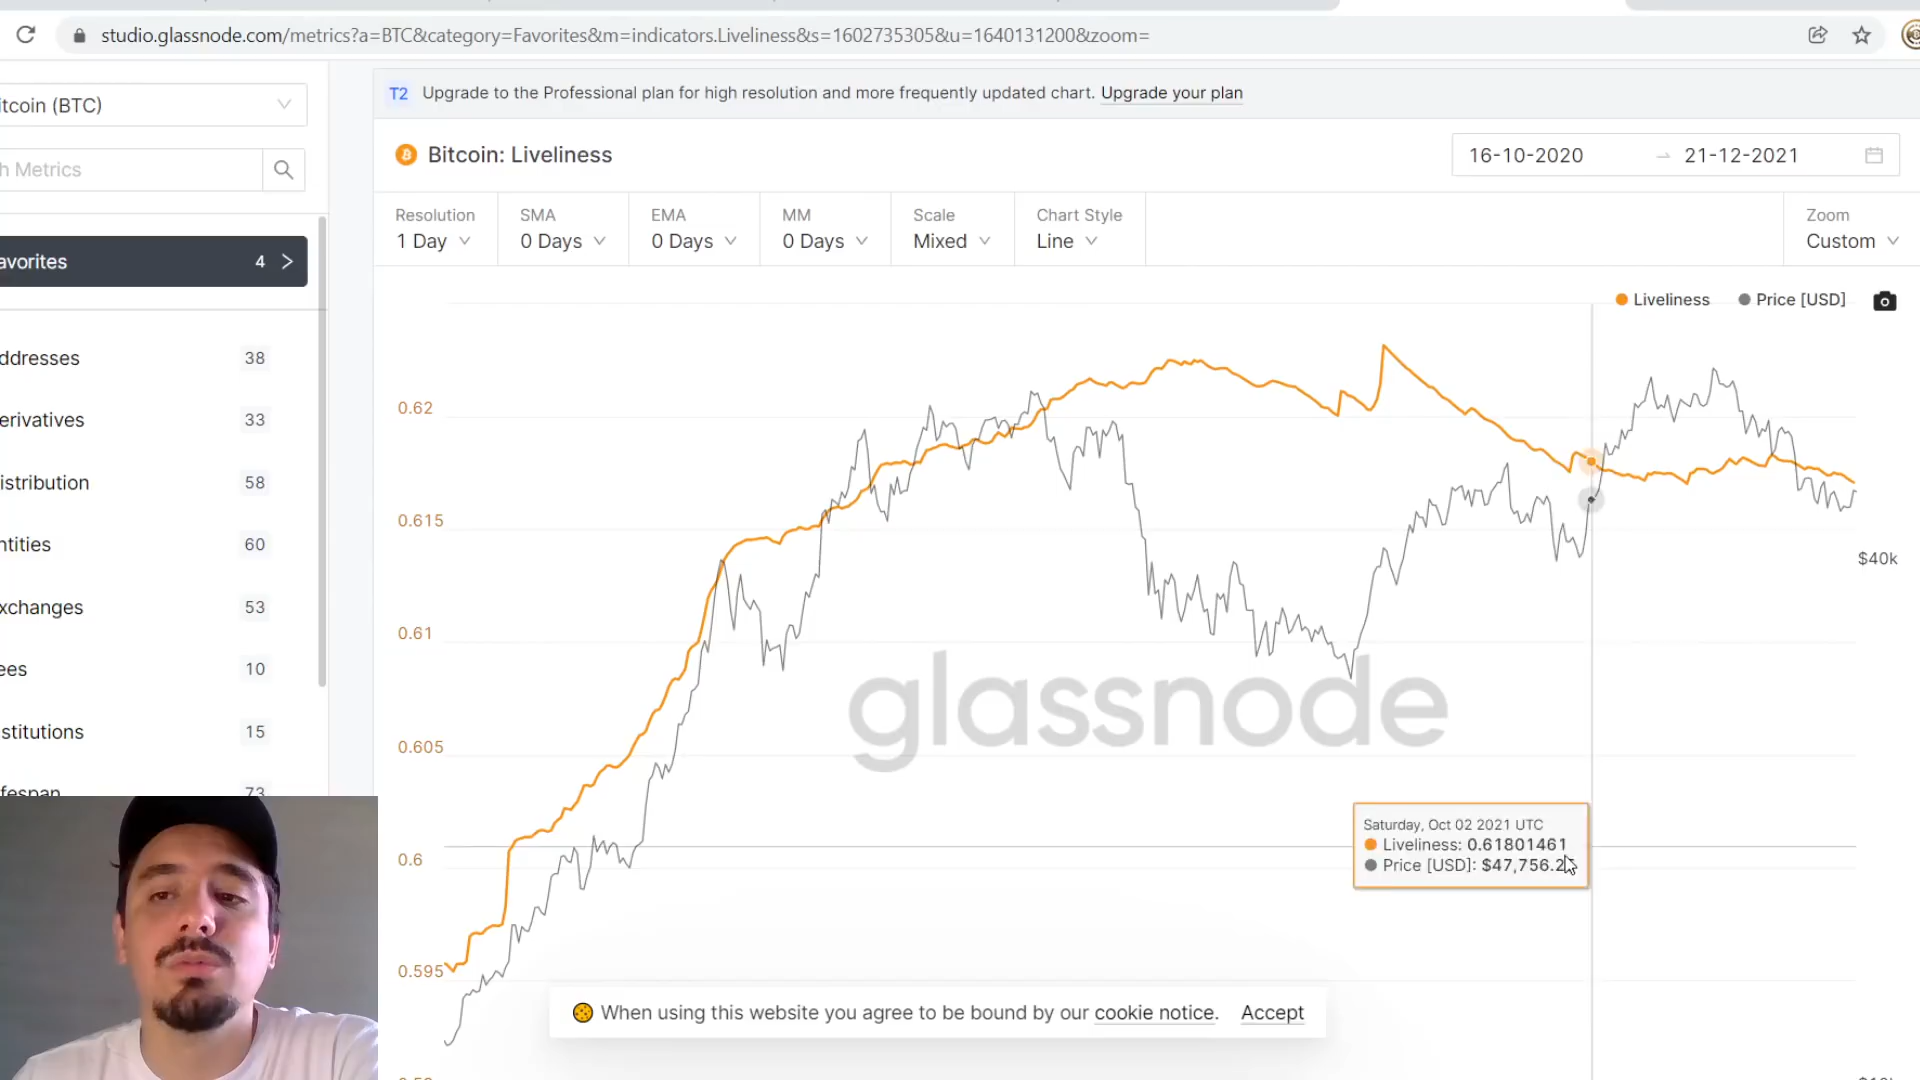 studio.glassnode.com/metrics?a=BTC&category=Favorites&m=indicators.Liveliness&s=1602735305&u=1640131200&zoom=
itcoin (BTC)
T2 Upgrade to the Professional plan for high resolution and more frequently updated chart. Upgrade your plan
h Metrics
Bitcoin: Liveliness
16-10-2020 → 21-12-2021
Resolution
1 Day
SMA
0 Days
EMA
0 Days
MM
0 Days
Scale
Mixed
Chart Style
Line
Zoom
Custom
avorites 4
ddresses 38
erivatives 33
istribution 58
ntities 60
xchanges 53
ees 10
stitutions 15
fespan 73
Liveliness Price [USD]
0.62
0.615
0.61
0.605
0.6
0.595
$40k
glassnode
Saturday, Oct 02 2021 UTC
Liveliness: 0.61801461
Price [USD]: $47,756.2
When using this website you agree to be bound by our cookie notice. Accept